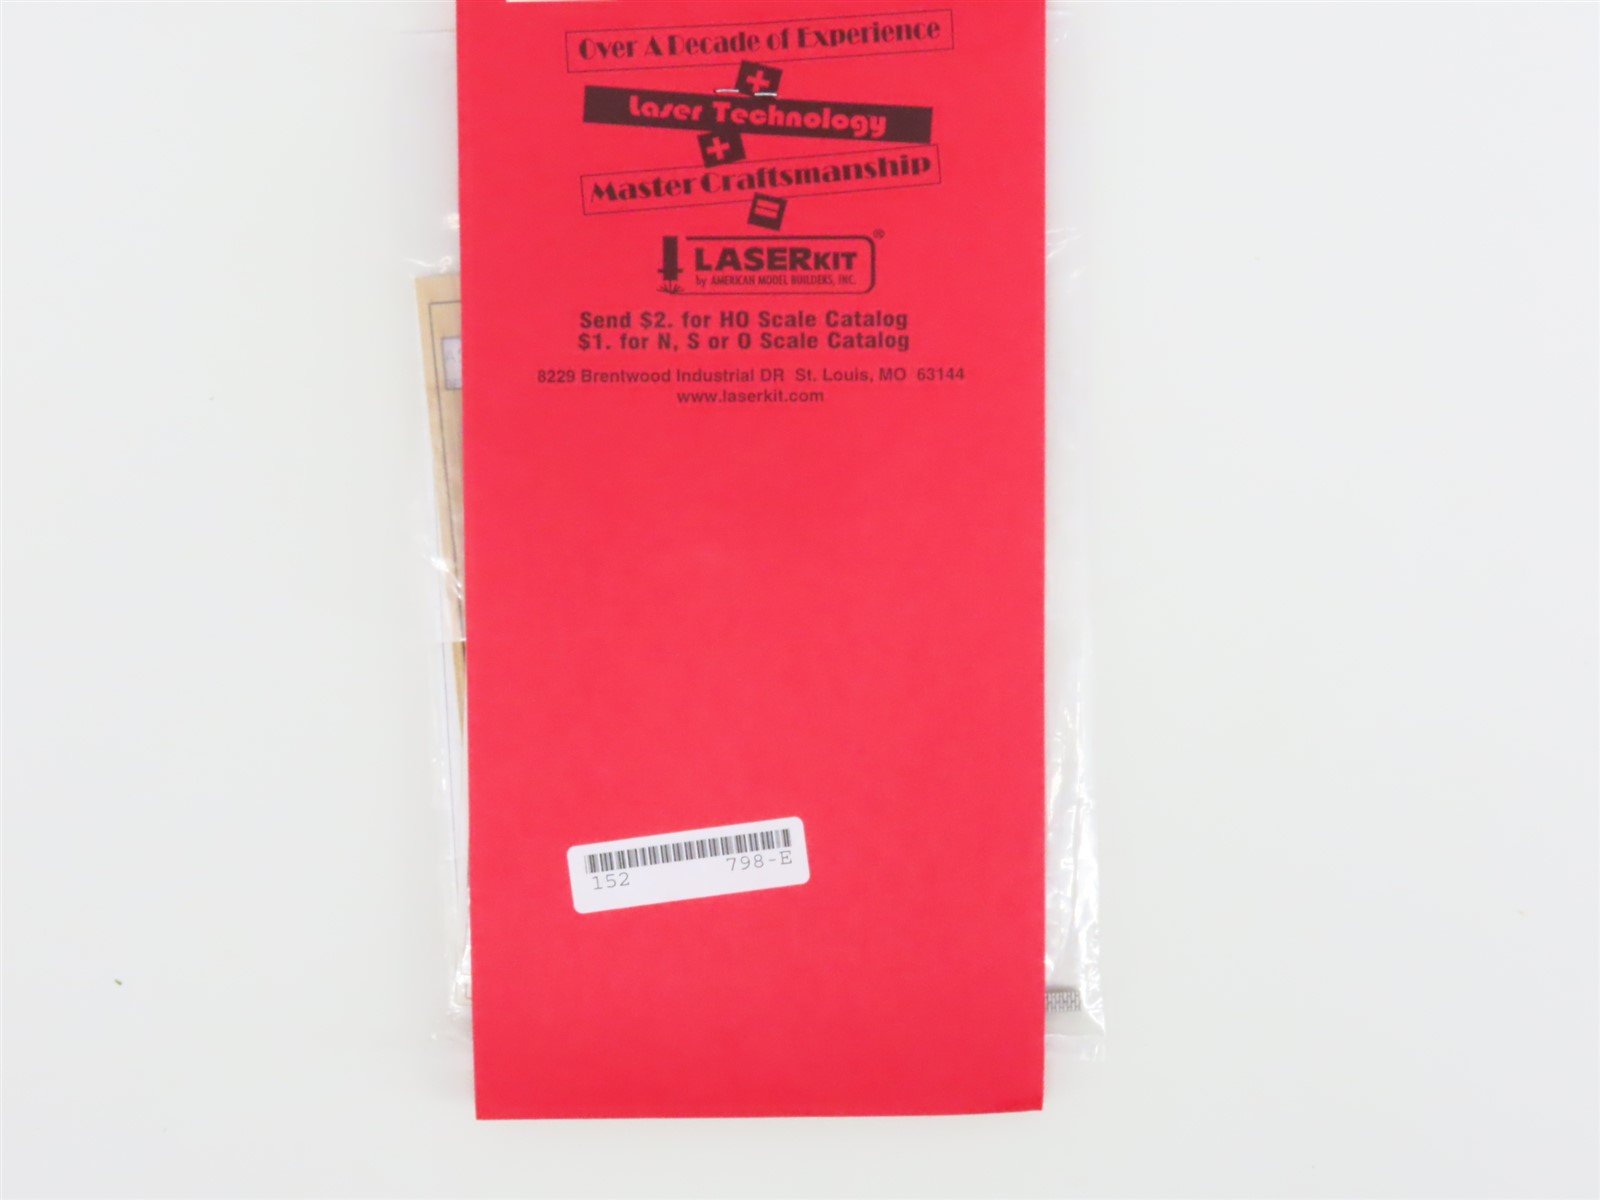 Over A Decade of Experience
+
Laser Technology
+
Master Craftsmanship
=
LASERKIT®
by AMERICAN MODEL BUILDERS, INC.
Send $2. for HO Scale Catalog
$1. for N, S or O Scale Catalog
8229 Brentwood Industrial DR St. Louis, MO 63144
www.laserkit.com
152 798-E